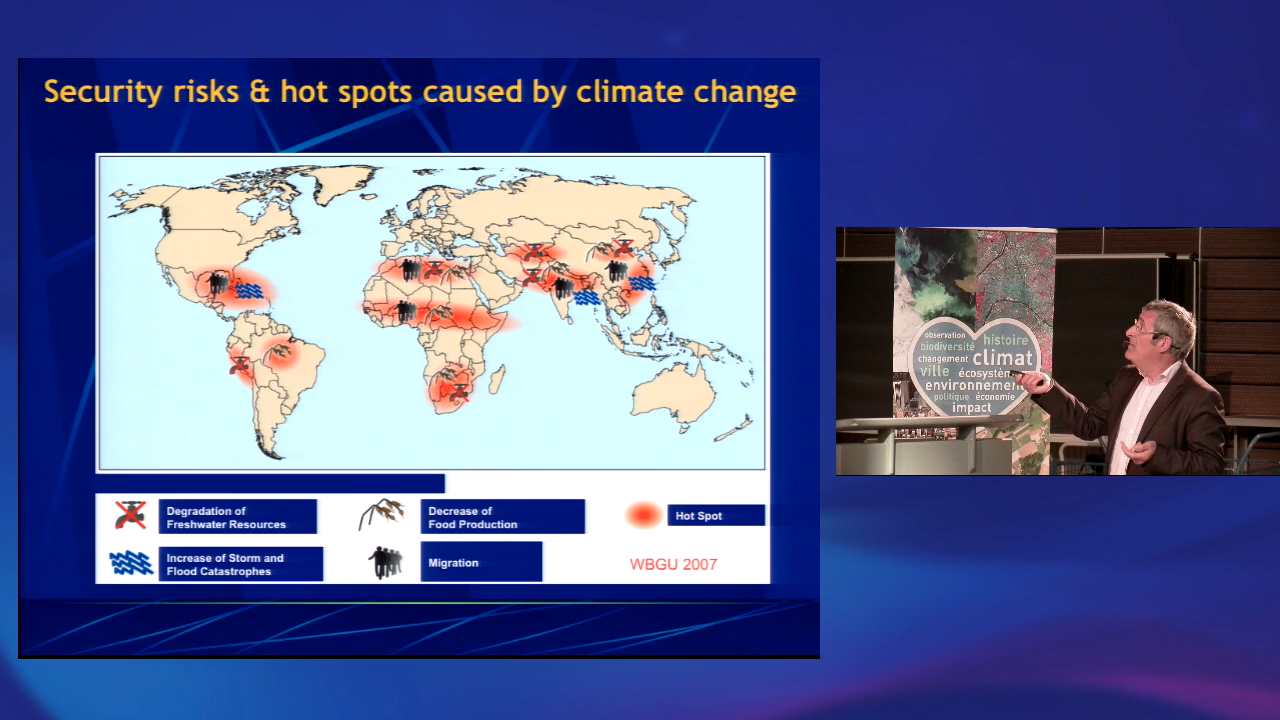 Security risks & hot spots caused by climate change
Degradation of
Freshwater Resources
Decrease of
Food Production
Hot Spot
Increase of Storm and
Flood Catastrophes
Migration
WBGU 2007
observation
histoire
biodiversité
changement climat
ville écosystèm
environnement
politique économie
impact